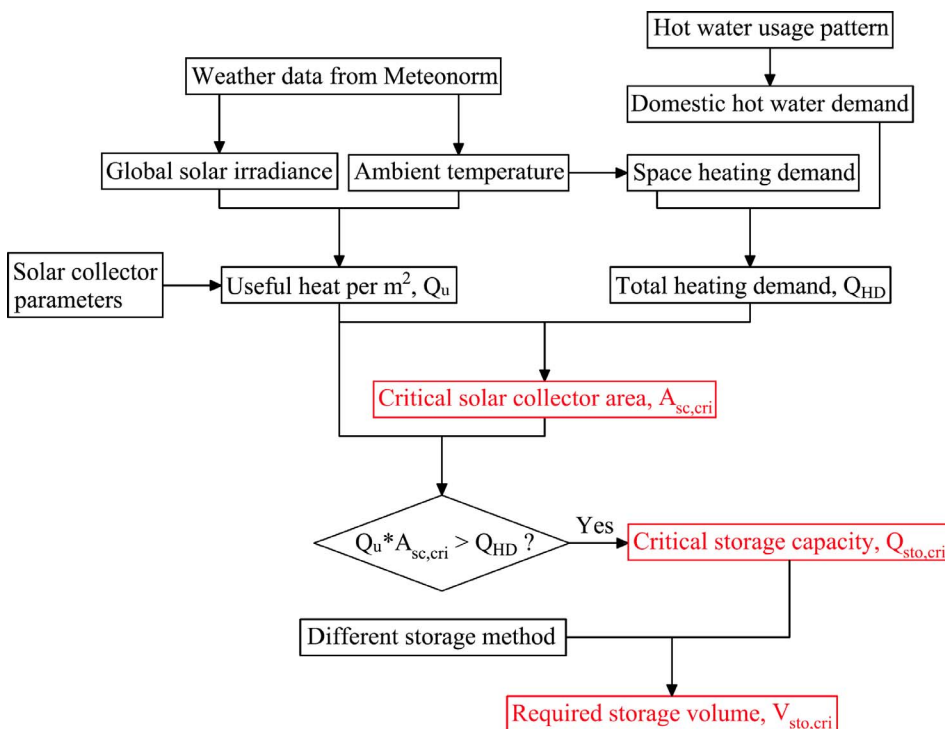 Hot water usage pattern
Weather data from Meteonorm
Domestic hot water demand
Global solar irradiance
Ambient temperature
Space heating demand
Solar collector
parameters
Useful heat per m², Qu
Total heating demand, QHD
Critical solar collector area, Asc,cri
Qu*Asc,cri > QHD ?
Yes
Critical storage capacity, Qsto,cri
Different storage method
Required storage volume, Vsto,cri